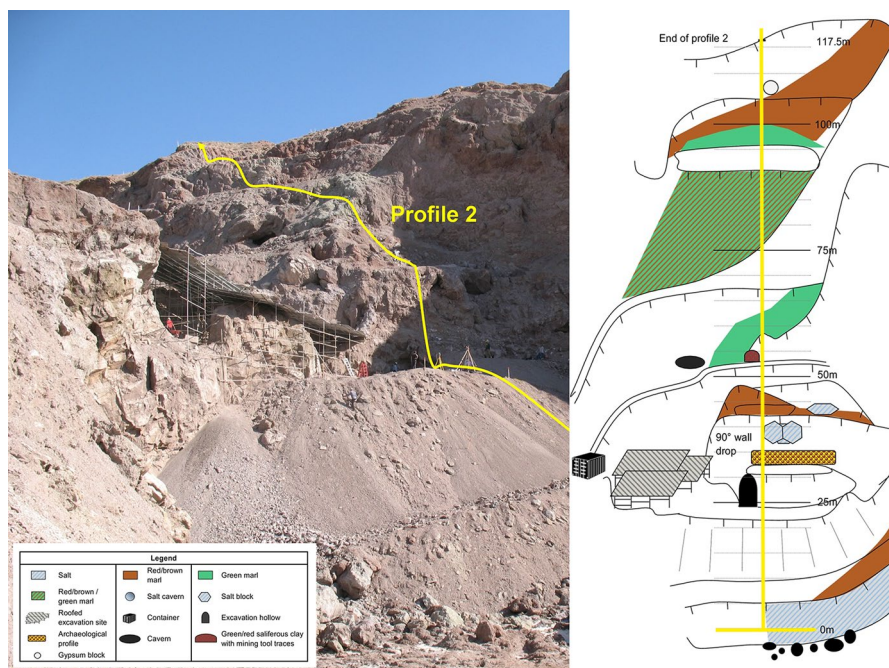 Profile 2
Legend
Salt
Red/brown
marl
Green marl
Red/brown /
green marl
Salt cavern
Salt block
Roofed
excavation site
Container
Excavation hollow
Archaeological
profile
Cavern
Green/red saliferous clay
with mining tool traces
Gypsum block
End of profile 2
117.5m
100m
75m
50m
90° wall
drop
25m
0m